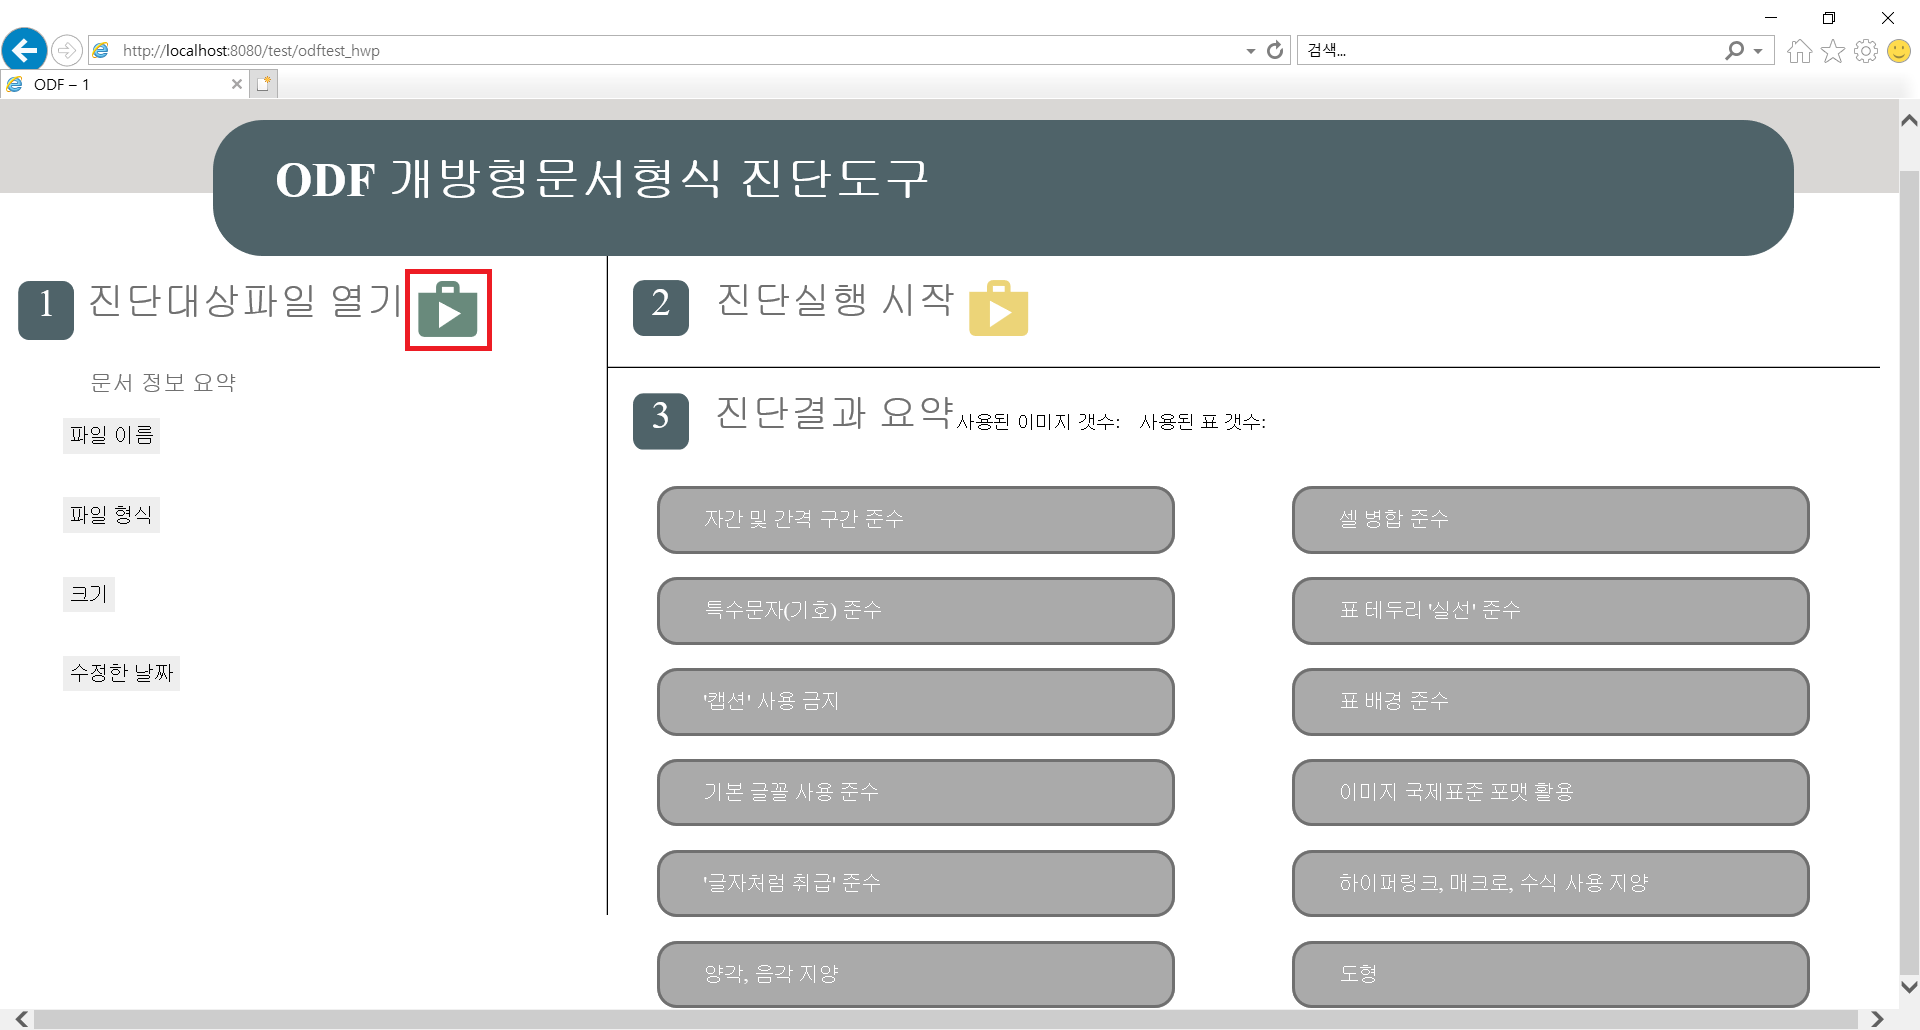 http://localhost:8080/test/odftest_hwp
검색...
ODF – 1
ODF 개방형문서형식 진단도구
1 진단대상파일 열기
문서 정보 요약
파일 이름
파일 형식
크기
수정한 날짜
2 진단실행 시작
3 진단결과 요약 사용된 이미지 갯수: 사용된 표 갯수:
자간 및 간격 구간 준수
셀 병합 준수
특수문자(기호) 준수
표 테두리 '실선' 준수
'캡션' 사용 금지
표 배경 준수
기본 글꼴 사용 준수
이미지 국제표준 포맷 활용
'글자처럼 취급' 준수
하이퍼링크, 매크로, 수식 사용 지양
양각, 음각 지양
도형